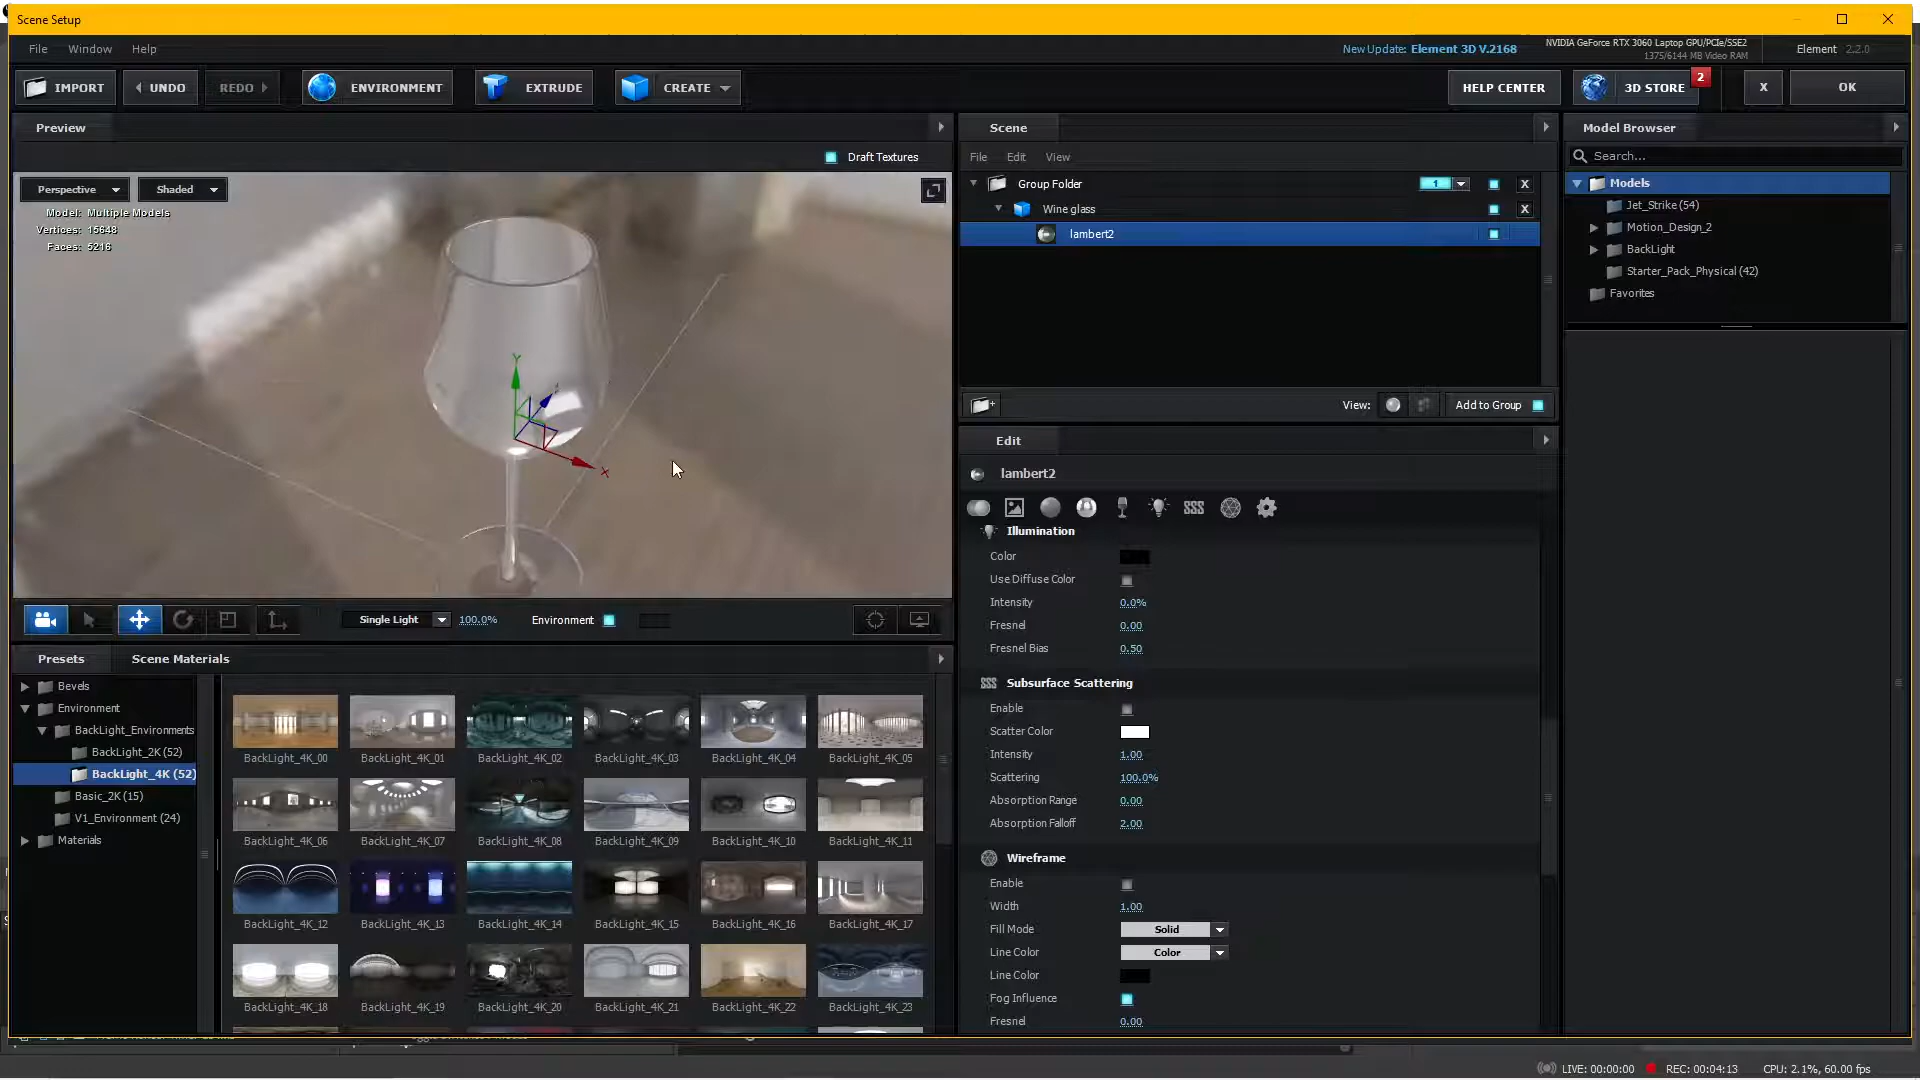 Scene Setup
File Window Help
New Update: Element 3D V.2168
NVIDIA GeForce RTX 3060 Laptop GPU/PCIe/SSE2
1375/6144 MB Video RAM
Element 2.2.0
IMPORT UNDO REDO ENVIRONMENT EXTRUDE CREATE HELP CENTER 3D STORE 2 X OK
Preview
Draft Textures
Perspective Shaded
Model: Multiple Models
Vertices: 15648
Faces: 5216
Y
X
Single Light 100.0% Environment
Presets Scene Materials
Bevels
Environment
BackLight_Environments
BackLight_2K (52)
BackLight_4K (52)
Basic_2K (15)
V1_Environment (24)
Materials
BackLight_4K_00 BackLight_4K_01 BackLight_4K_02 BackLight_4K_03 BackLight_4K_04 BackLight_4K_05
BackLight_4K_06 BackLight_4K_07 BackLight_4K_08 BackLight_4K_09 BackLight_4K_10 BackLight_4K_11
BackLight_4K_12 BackLight_4K_13 BackLight_4K_14 BackLight_4K_15 BackLight_4K_16 BackLight_4K_17
BackLight_4K_18 BackLight_4K_19 BackLight_4K_20 BackLight_4K_21 BackLight_4K_22 BackLight_4K_23
Scene
File Edit View
Group Folder 1 X
Wine glass X
lambert2
View: Add to Group
Edit
lambert2
Illumination
Color
Use Diffuse Color
Intensity 0.0%
Fresnel 0.00
Fresnel Bias 0.50
Subsurface Scattering
Enable
Scatter Color
Intensity 1.00
Scattering 100.0%
Absorption Range 0.00
Absorption Falloff 2.00
Wireframe
Enable
Width 1.00
Fill Mode Solid
Line Color Color
Line Color
Fog Influence
Fresnel 0.00
Model Browser
Search...
Models
Jet_Strike (54)
Motion_Design_2
BackLight
Starter_Pack_Physical (42)
Favorites
LIVE: 00:00:00 REC: 00:04:13 CPU: 2.1%, 60.00 fps